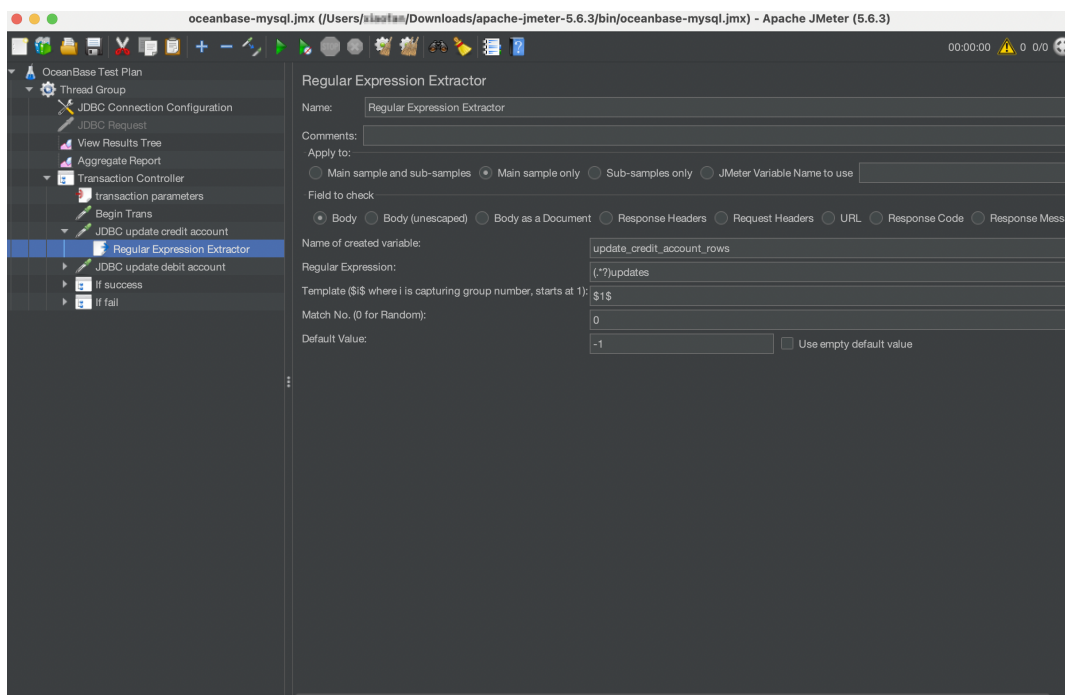 oceanbase-mysql.jmx (/Users//Downloads/apache-jmeter-5.6.3/bin/oceanbase-mysql.jmx) - Apache JMeter (5.6.3)
00:00:00 0 0/0
OceanBase Test Plan
Thread Group
JDBC Connection Configuration
JDBC Request
View Results Tree
Aggregate Report
Transaction Controller
transaction parameters
Begin Trans
JDBC update credit account
Regular Expression Extractor
JDBC update debit account
If success
If fail
Regular Expression Extractor
Name: Regular Expression Extractor
Comments:
Apply to:
Main sample and sub-samples Main sample only Sub-samples only JMeter Variable Name to use
Field to check
Body Body (unescaped) Body as a Document Response Headers Request Headers URL Response Code Response Mess
Name of created variable: update_credit_account_rows
Regular Expression: (.*?)updates
Template ($i$ where i is capturing group number, starts at 1): $1$
Match No. (0 for Random): 0
Default Value: -1 Use empty default value